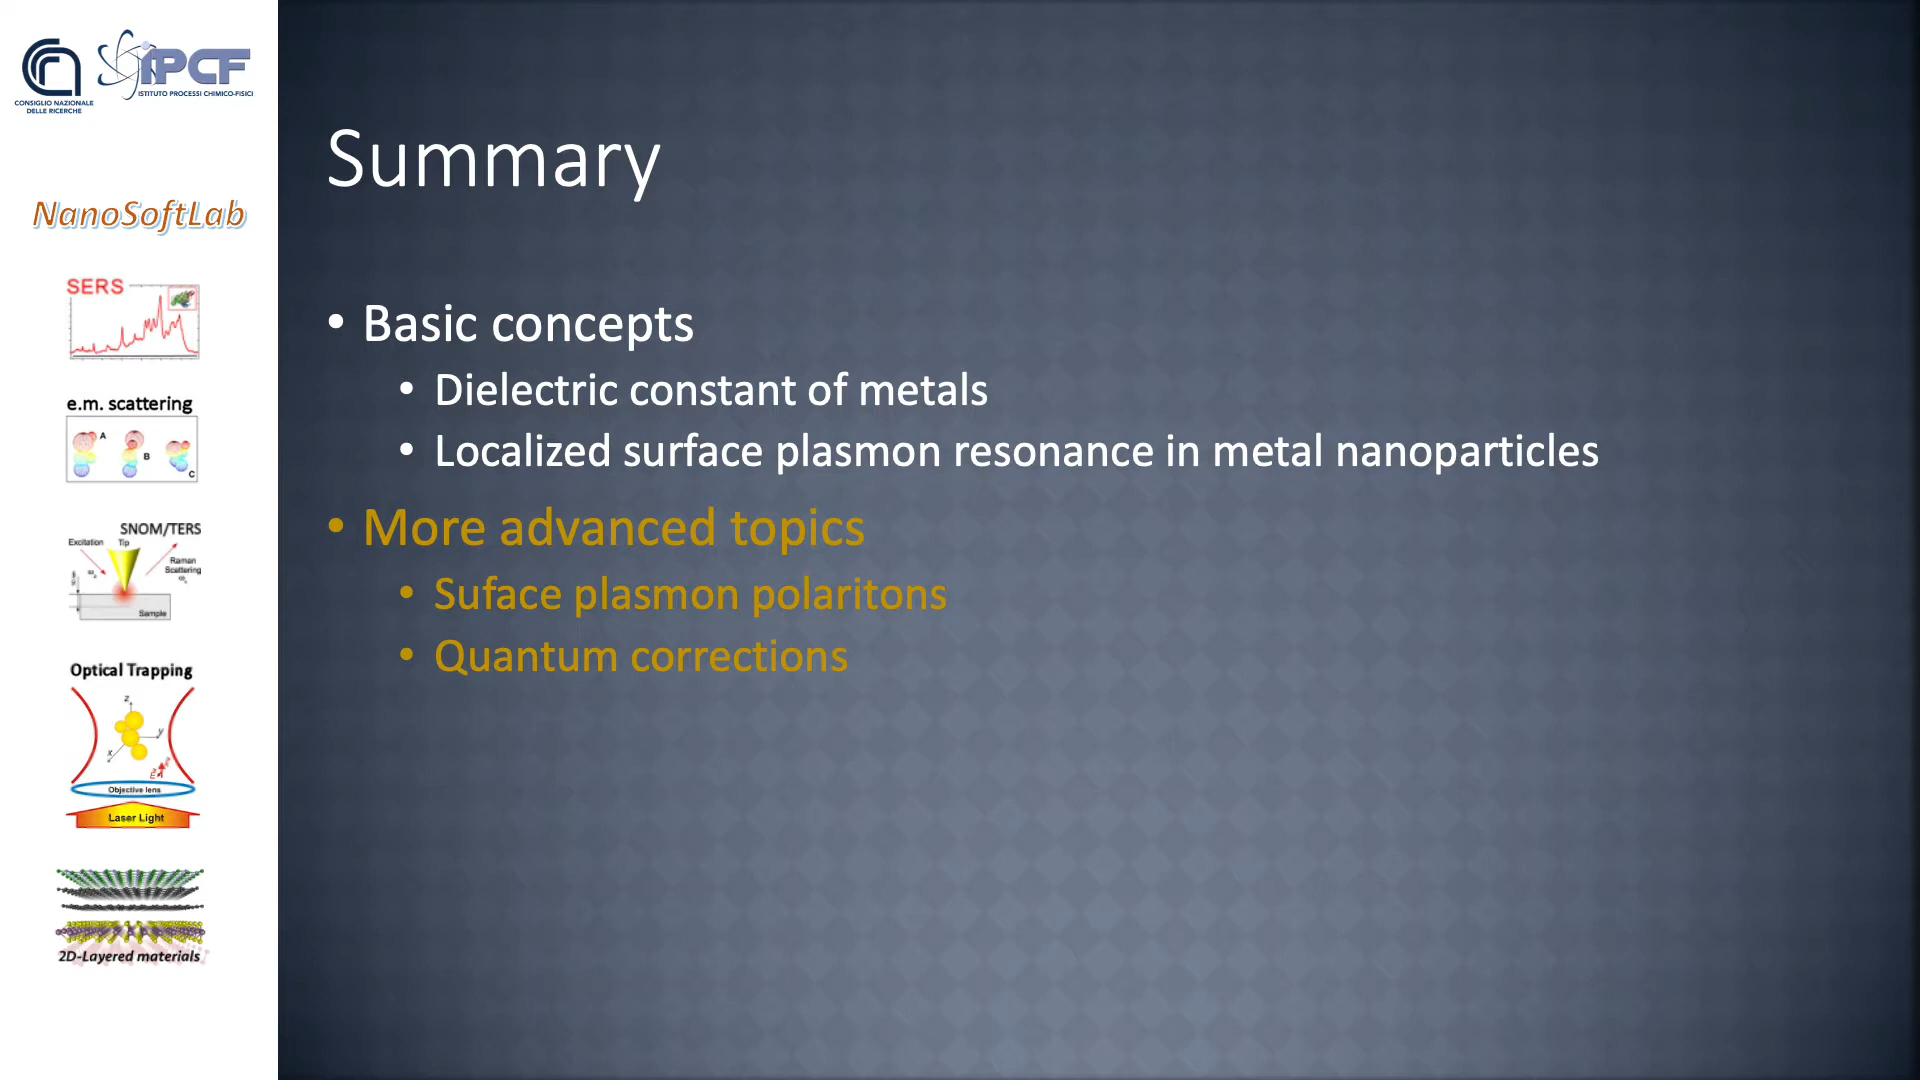 CONSIGLIO NAZIONALE
DELLE RICERCHE
iPCF
ISTITUTO PROCESSI CHIMICO-FISICI
NanoSoftLab
SERS
e.m. scattering
A
B
C
SNOM/TERS
Excitation
Tip
Raman
Scattering
Sample
Optical Trapping
z
y
x
Objective lens
Laser Light
2D-Layered materials
Summary
• Basic concepts
• Dielectric constant of metals
• Localized surface plasmon resonance in metal nanoparticles
• More advanced topics
• Suface plasmon polaritons
• Quantum corrections